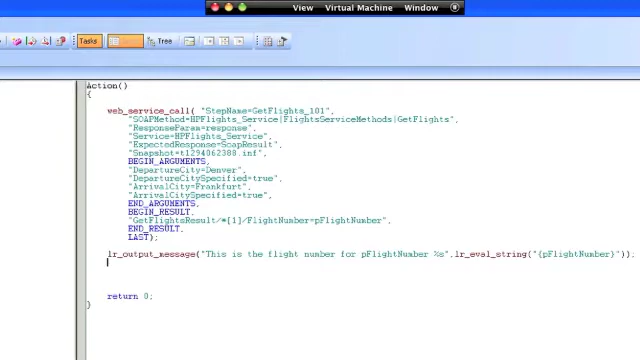 View Virtual Machine Window
Tasks
Tree
Action()
{
web_service_call( "StepName=GetFlights_101",
"SOAPMethod=HPFlights_Service|FlightsServiceMethods|GetFlights",
"ResponseParam=response",
"Service=HPFlights_Service",
"ExpectedResponse=SoapResult",
"Snapshot=t1294062388.inf",
BEGIN_ARGUMENTS,
"DepartureCity=Denver",
"DepartureCitySpecified=true",
"ArrivalCity=Frankfurt",
"ArrivalCitySpecified=true",
END_ARGUMENTS,
BEGIN_RESULT,
"GetFlightsResult/*[1]/FlightNumber=pFlightNumber",
END_RESULT,
LAST);
lr_output_message("This is the flight number for pFlightNumber %s",lr_eval_string("{pFlightNumber}"));
return 0;
}